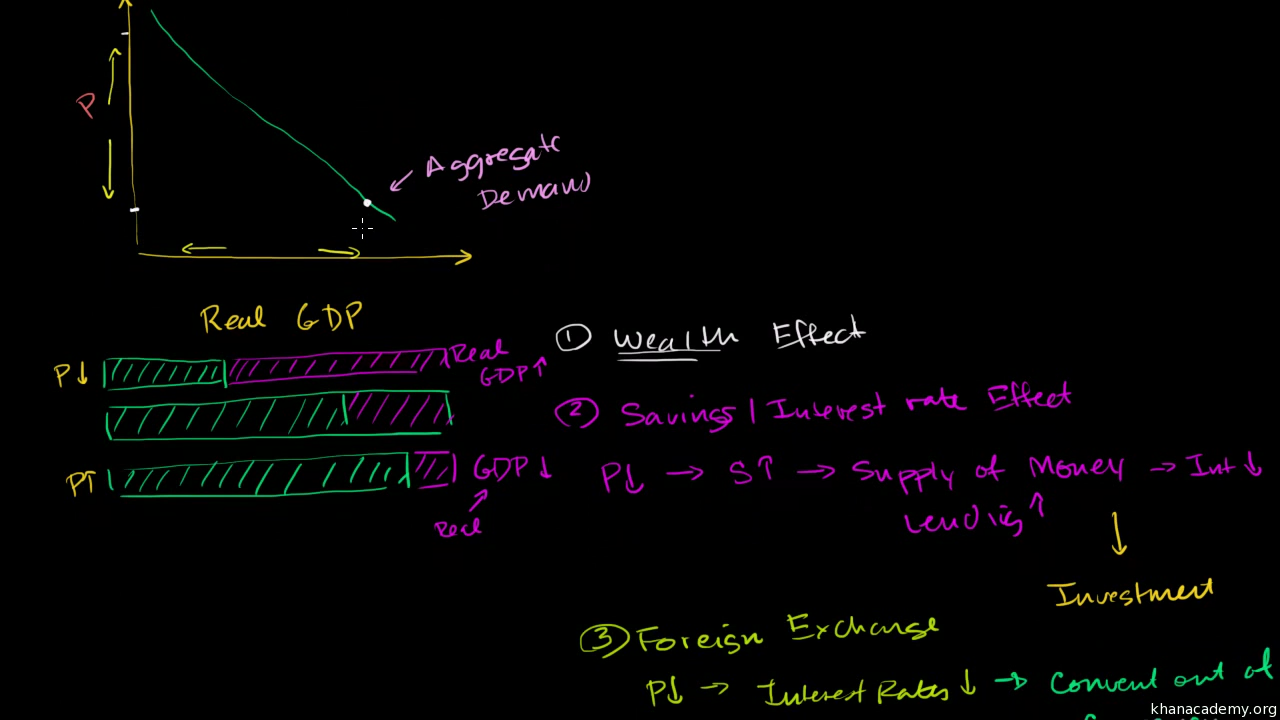 P
Aggregate
Demand
Real GDP
P↓ Real
GDP↑
P↑ GDP ↓
Real
① Wealth Effect
② Savings / Interest rate Effect
P↓ → S↑ → Supply of Money → Int ↓
Lending ↑
↓
Investment
③ Foreign Exchange
P↓ → Interest Rates ↓ → Convert out of
khanacademy.org